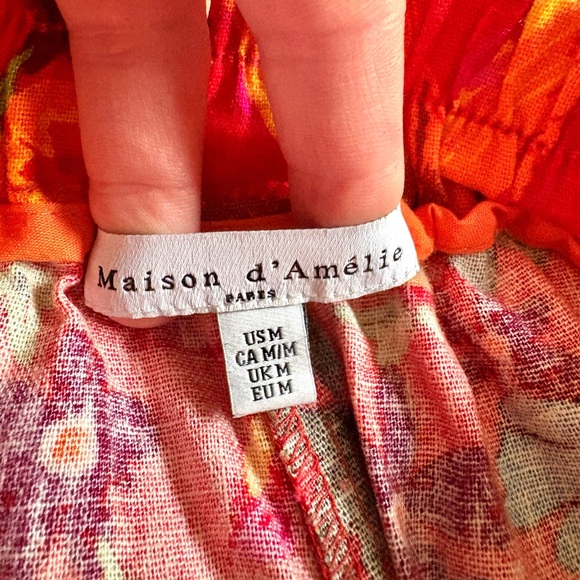 Maison d'Amélie
PARIS
US M
CA M/M
UK M
EU M